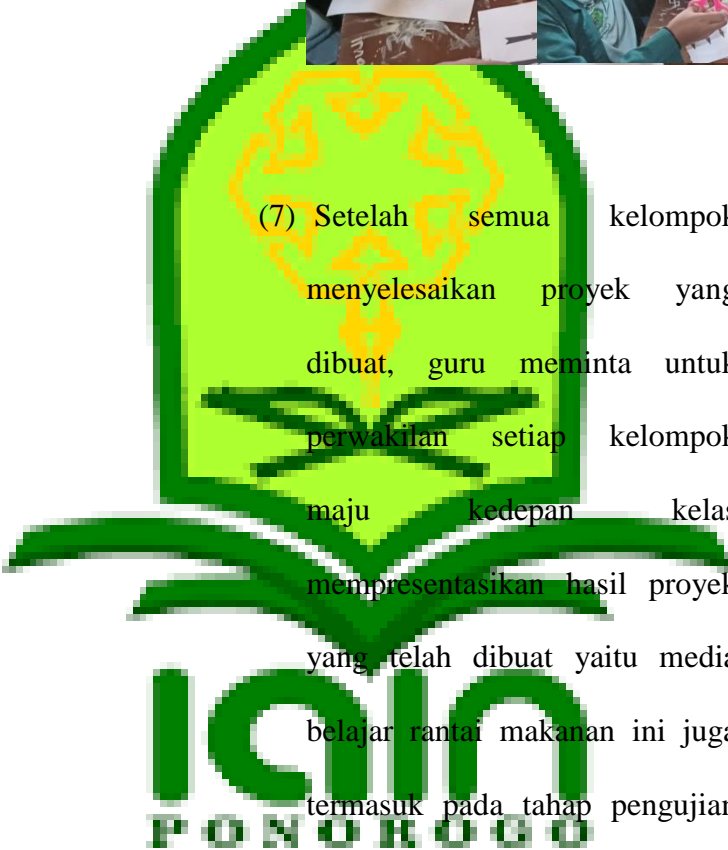 (7) Setelah semua kelompok
menyelesaikan proyek yang
dibuat, guru meminta untuk
perwakilan setiap kelompok
maju kedepan kelas
mempresentasikan hasil proyek
yang telah dibuat yaitu media
belajar rantai makanan ini juga
termasuk pada tahap pengujian
iain
PONOROGO